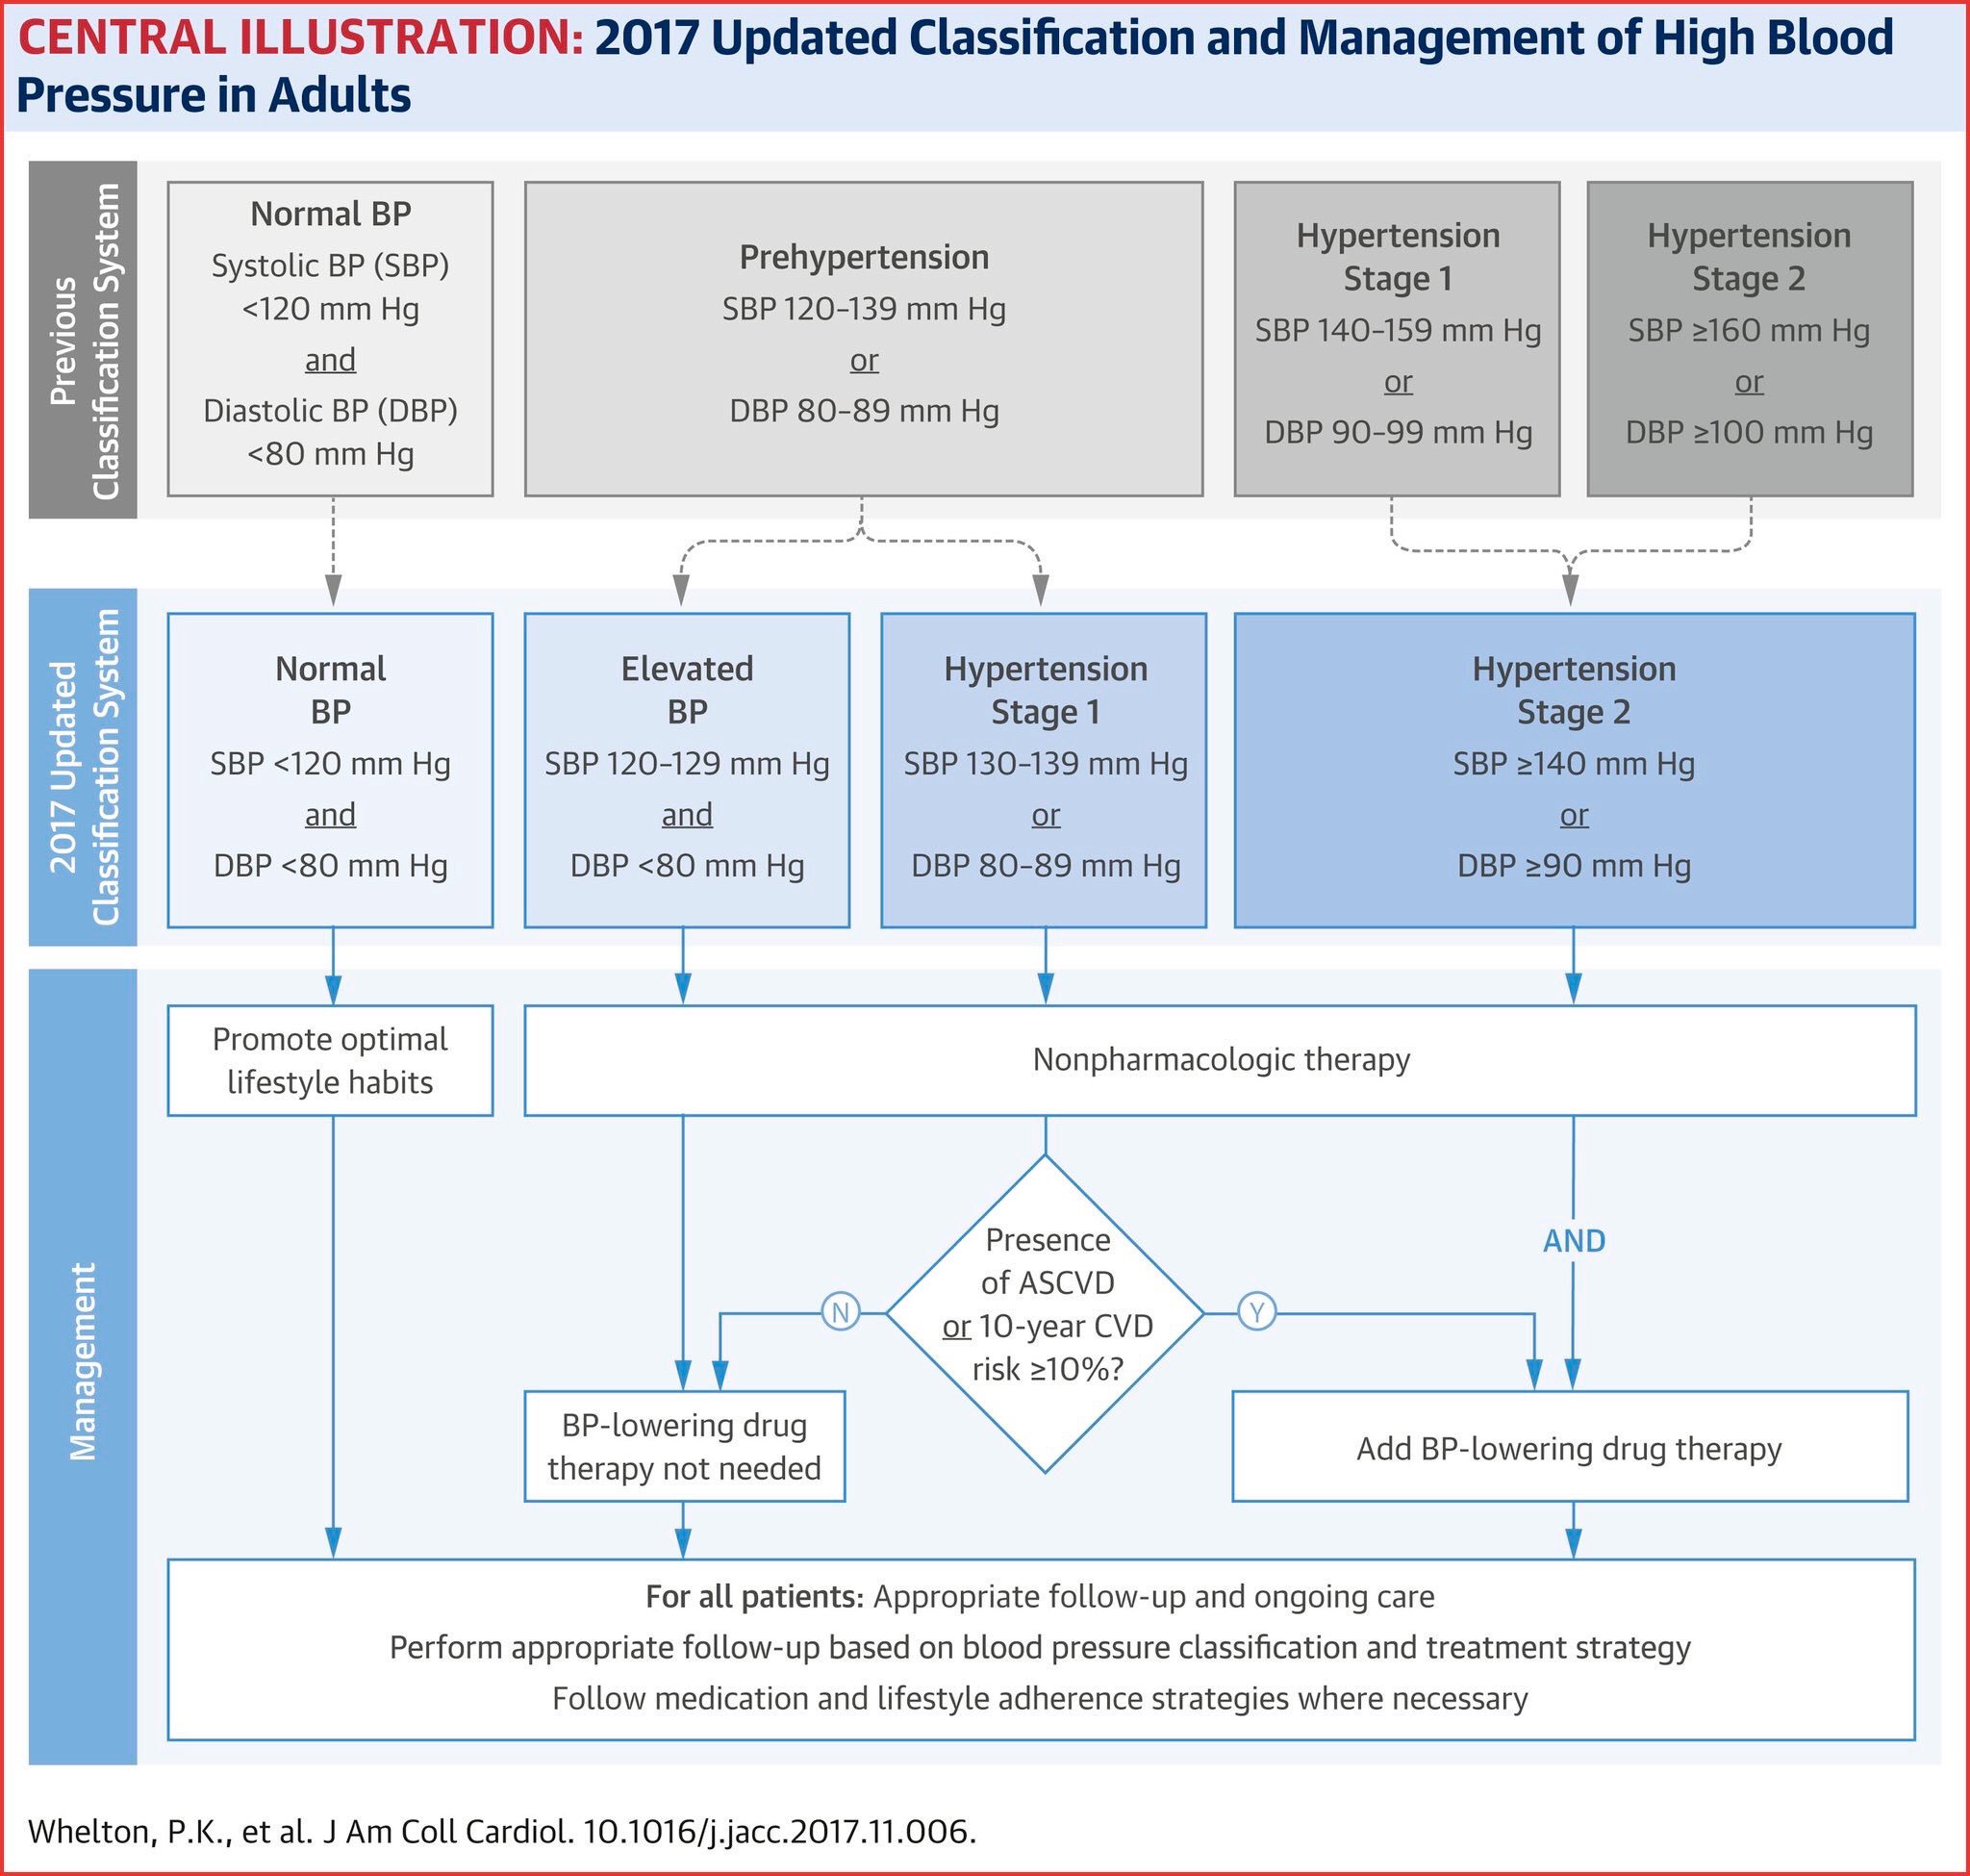 CENTRAL ILLUSTRATION: 2017 Updated Classification and Management of High Blood
Pressure in Adults
Previous
Classification System
Normal BP
Systolic BP (SBP)
<120 mm Hg
and
Diastolic BP (DBP)
<80 mm Hg
Prehypertension
SBP 120–139 mm Hg
or
DBP 80–89 mm Hg
Hypertension
Stage 1
SBP 140–159 mm Hg
or
DBP 90–99 mm Hg
Hypertension
Stage 2
SBP ≥160 mm Hg
or
DBP ≥100 mm Hg
2017 Updated
Classification System
Normal
BP
SBP <120 mm Hg
and
DBP <80 mm Hg
Elevated
BP
SBP 120–129 mm Hg
and
DBP <80 mm Hg
Hypertension
Stage 1
SBP 130–139 mm Hg
or
DBP 80–89 mm Hg
Hypertension
Stage 2
SBP ≥140 mm Hg
or
DBP ≥90 mm Hg
Management
Promote optimal
lifestyle habits
Nonpharmacologic therapy
Presence
of ASCVD
or 10-year CVD
risk ≥10%?
N
Y
AND
BP-lowering drug
therapy not needed
Add BP-lowering drug therapy
For all patients: Appropriate follow-up and ongoing care
Perform appropriate follow-up based on blood pressure classification and treatment strategy
Follow medication and lifestyle adherence strategies where necessary
Whelton, P.K., et al. J Am Coll Cardiol. 10.1016/j.jacc.2017.11.006.